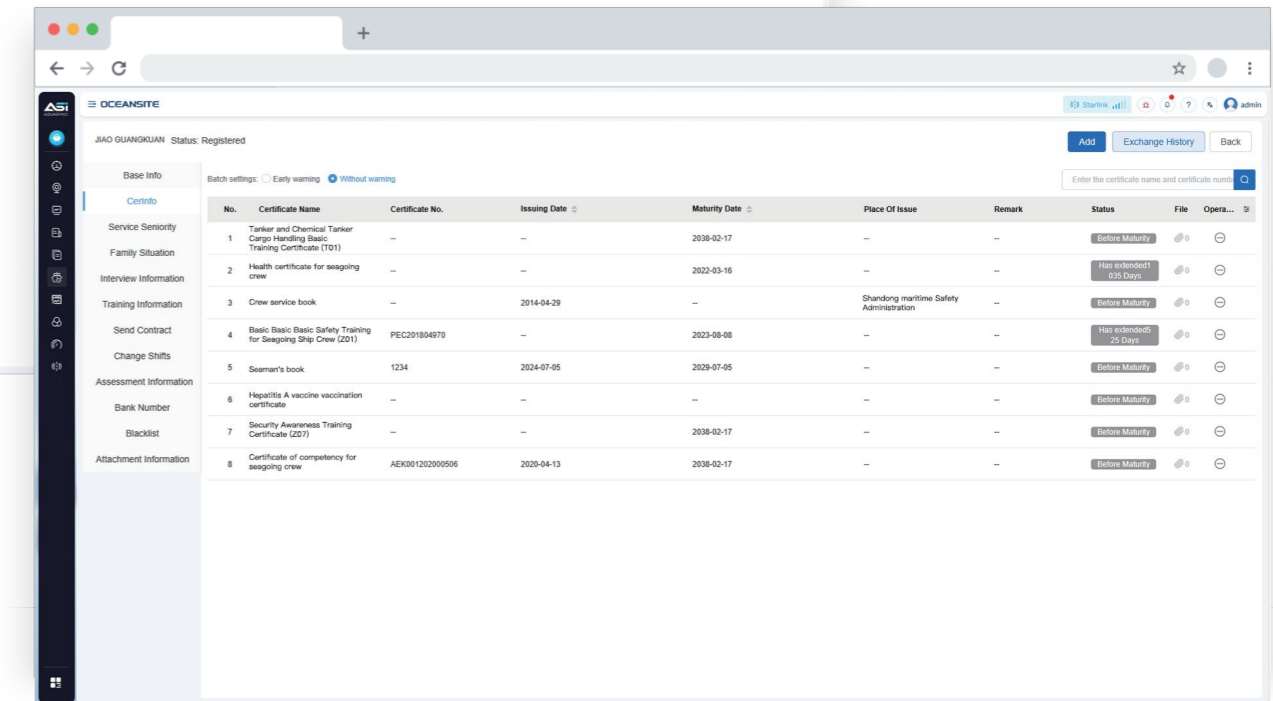 ASi
OCEANSITE
Starlink
admin
JIAO GUANGKUAN Status: Registered
Add
Exchange History
Back
Base Info
CerInfo
Service Seniority
Family Situation
Interview Information
Training Information
Send Contract
Change Shifts
Assessment Information
Bank Number
Blacklist
Attachment Information
Batch settings: Early warning Without warning
Enter the certificate name and certificate numb
No. Certificate Name Certificate No. Issuing Date Maturity Date Place Of Issue Remark Status File Opera...
Tanker and Chemical Tanker
1 Cargo Handling Basic -- -- 2038-02-17 -- -- Before Maturity 0
Training Certificate (T01)
2 Health certificate for seagoing -- -- 2022-03-16 -- -- Has extended1 0
crew 035 Days
3 Crew service book -- 2014-04-29 -- Shandong maritime Safety -- Before Maturity 0
Administration
4 Basic Basic Basic Safety Training PEC201804970 -- 2023-08-08 -- -- Has extended5 0
for Seagoing Ship Crew (Z01) 25 Days
5 Seaman's book 1234 2024-07-05 2029-07-05 -- -- Before Maturity 0
6 Hepatitis A vaccine vaccination -- -- -- -- -- Before Maturity 0
certificate
7 Security Awareness Training -- -- 2038-02-17 -- -- Before Maturity 0
Certificate (Z07)
8 Certificate of competency for AEK001202000506 2020-04-13 2038-02-17 -- -- Before Maturity 0
seagoing crew